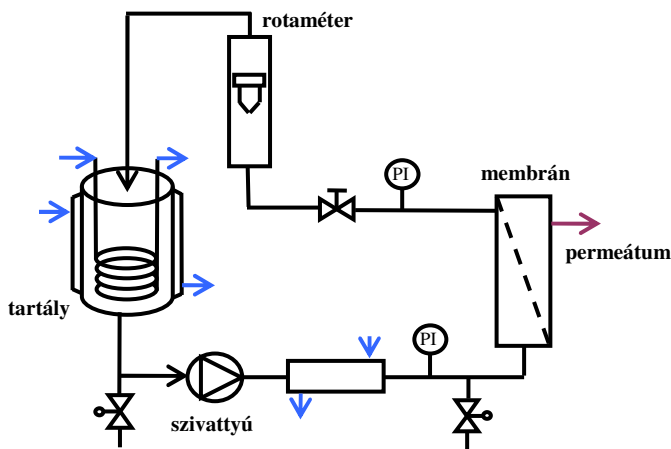 rotaméter
PI
membrán
permeátum
tartály
PI
szivattyú